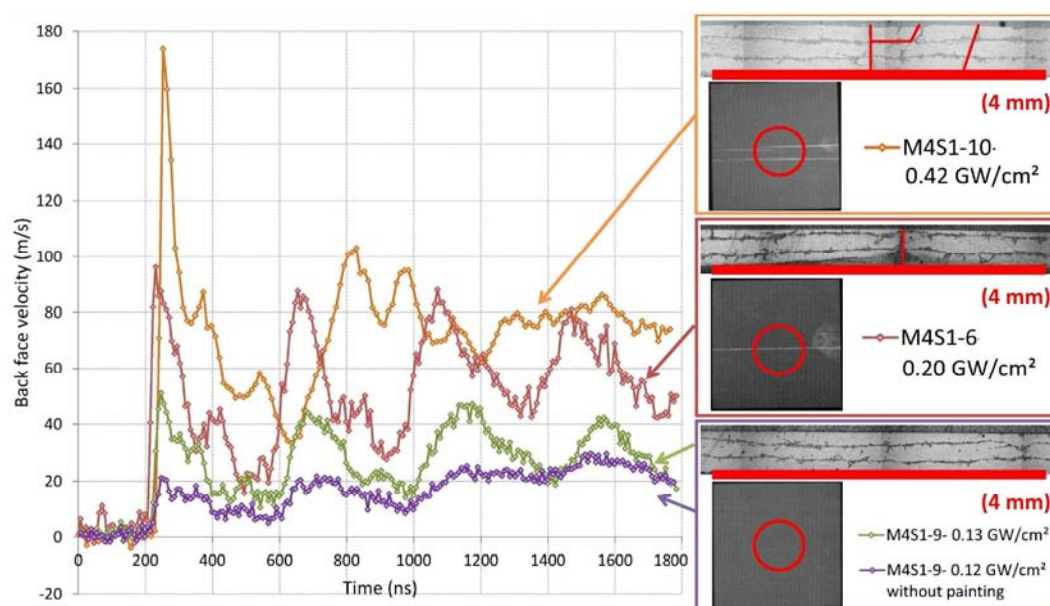 180
160
140
120
100
80
60
40
20
0
-20
Back face velocity (m/s)
0 200 400 600 800 1000 1200 1400 1600 1800
Time (ns)
(4 mm)
M4S1-10-
0.42 GW/cm²
(4 mm)
M4S1-6
0.20 GW/cm²
(4 mm)
M4S1-9- 0.13 GW/cm²
M4S1-9- 0.12 GW/cm²
without painting